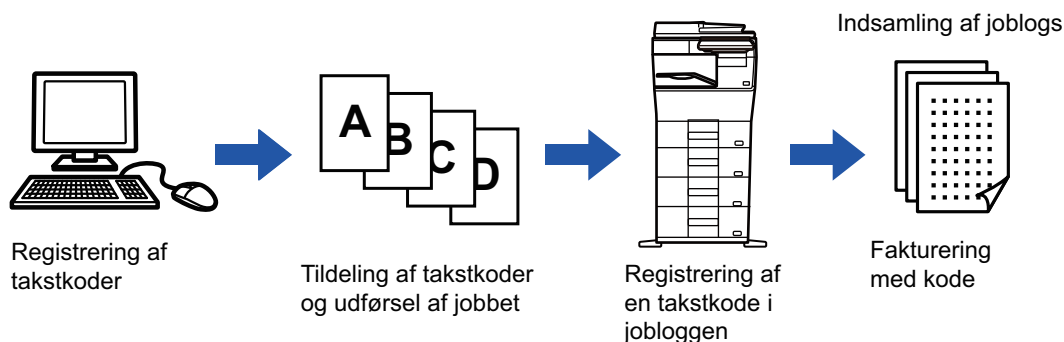 Indsamling af joblogs
A
B
C
D
Registrering af
takstkoder
Tildeling af takstkoder
og udførsel af jobbet
Registrering af
en takstkode i
jobloggen
Fakturering
med kode